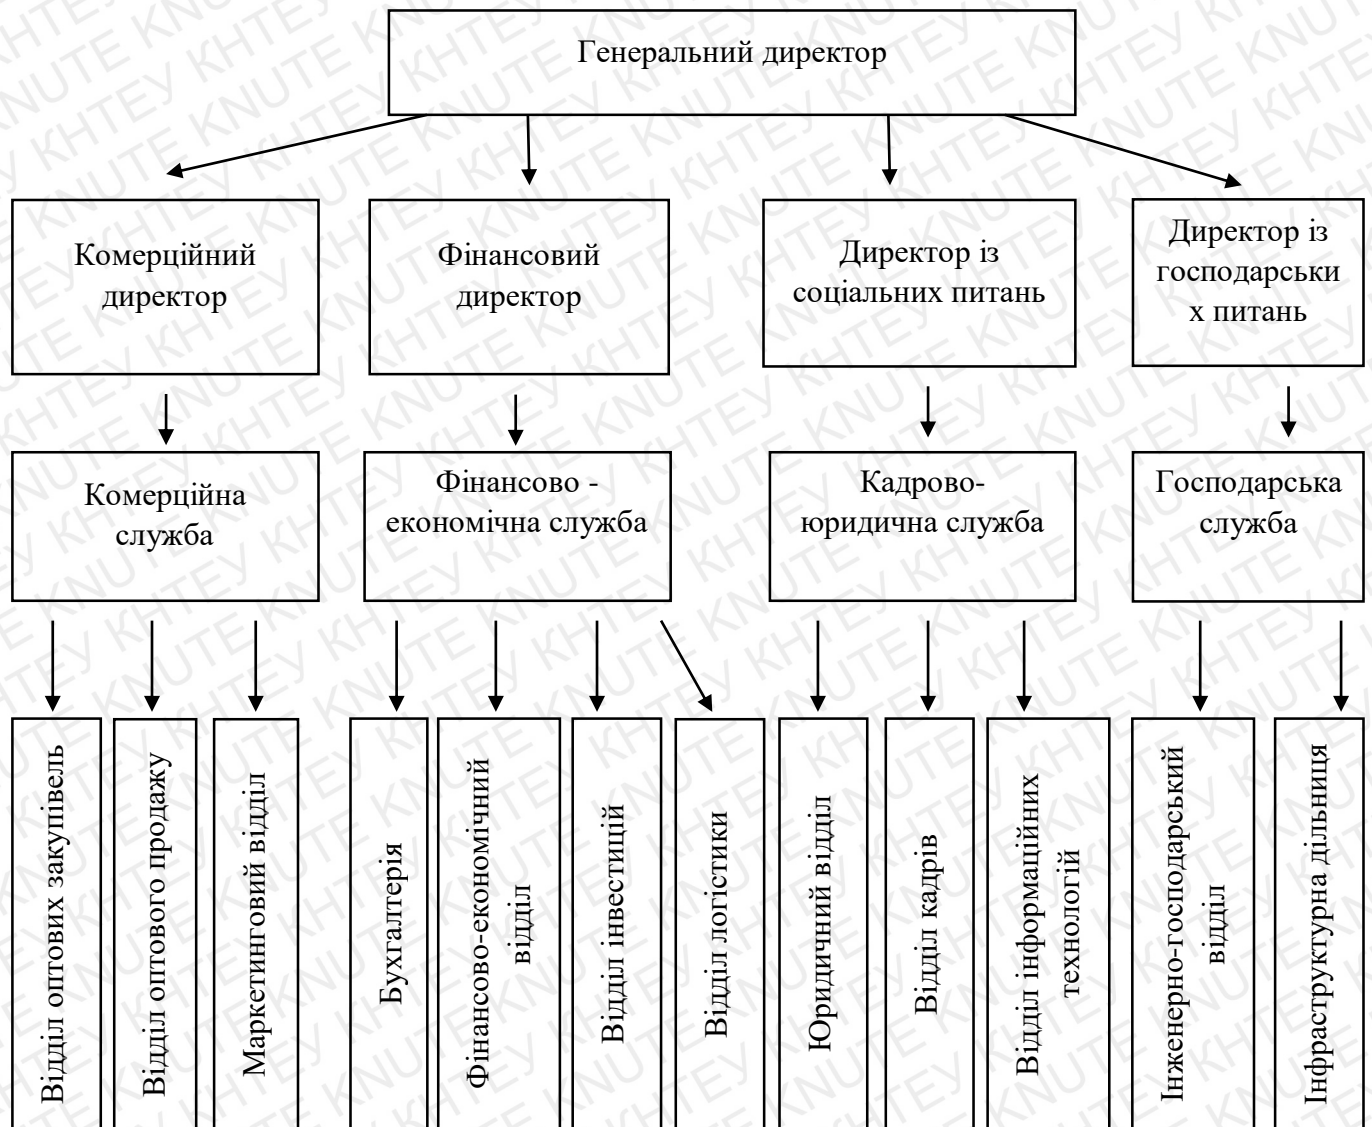 Генеральний директор
Комерційний
директор
Фінансовий
директор
Директор із
соціальних питань
Директор із
господарськи
х питань
Комерційна
служба
Фінансово -
економічна служба
Кадрово-
юридична служба
Господарська
служба
Відділ оптових закупівель
Відділ оптового продажу
Маркетинговий відділ
Бухгалтерія
Фінансово-економічний
відділ
Відділ інвестицій
Відділ логістики
Юридичний відділ
Відділ кадрів
Відділ інформаційних
технологій
Інженерно-господарський
відділ
Інфраструктурна дільниця